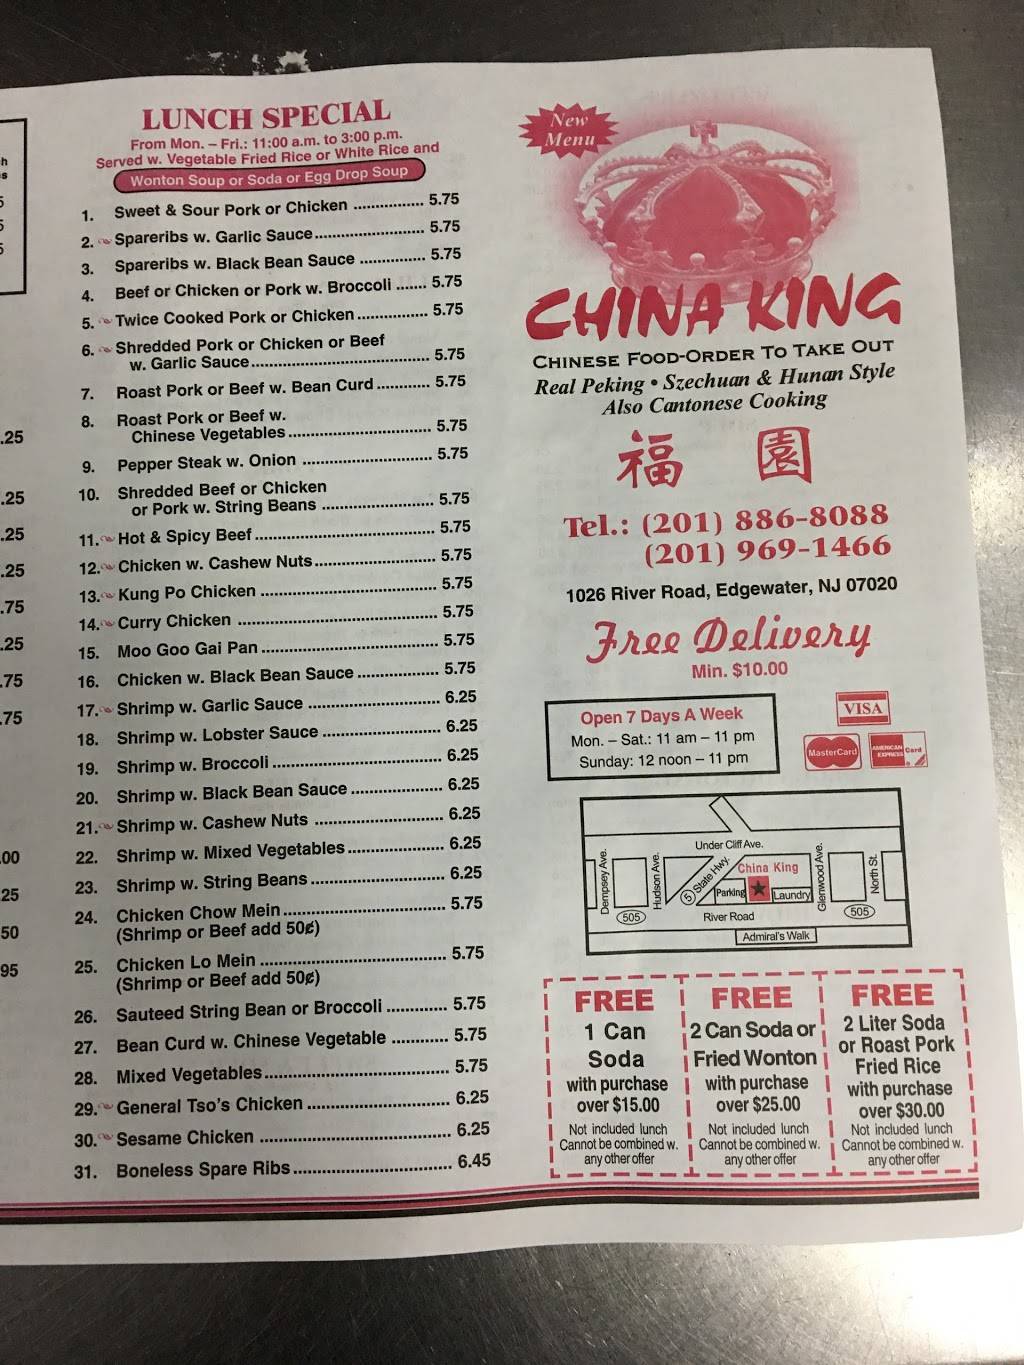 h
s
5
5
5
.25
.25
.25
.25
.75
.25
.75
.75
.00
25
50
95
LUNCH SPECIAL
From Mon. – Fri.: 11:00 a.m. to 3:00 p.m.
Served w. Vegetable Fried Rice or White Rice and
Wonton Soup or Soda or Egg Drop Soup
1. Sweet & Sour Pork or Chicken ................ 5.75
2. Spareribs w. Garlic Sauce ......................... 5.75
3. Spareribs w. Black Bean Sauce ............... 5.75
4. Beef or Chicken or Pork w. Broccoli ....... 5.75
5. Twice Cooked Pork or Chicken ................ 5.75
6. Shredded Pork or Chicken or Beef
w. Garlic Sauce ......................................... 5.75
7. Roast Pork or Beef w. Bean Curd ............ 5.75
8. Roast Pork or Beef w.
Chinese Vegetables ................................. 5.75
9. Pepper Steak w. Onion .............................. 5.75
10. Shredded Beef or Chicken
or Pork w. String Beans .......................... 5.75
11. Hot & Spicy Beef ......................................... 5.75
12. Chicken w. Cashew Nuts ............................ 5.75
13. Kung Po Chicken ........................................ 5.75
14. Curry Chicken ............................................. 5.75
15. Moo Goo Gai Pan ........................................ 5.75
16. Chicken w. Black Bean Sauce ................... 5.75
17. Shrimp w. Garlic Sauce .............................. 6.25
18. Shrimp w. Lobster Sauce ........................... 6.25
19. Shrimp w. Broccoli ...................................... 6.25
20. Shrimp w. Black Bean Sauce ..................... 6.25
21. Shrimp w. Cashew Nuts ............................. 6.25
22. Shrimp w. Mixed Vegetables ...................... 6.25
23. Shrimp w. String Beans .............................. 6.25
24. Chicken Chow Mein .................................... 5.75
(Shrimp or Beef add 50¢)
25. Chicken Lo Mein ......................................... 5.75
(Shrimp or Beef add 50¢)
26. Sauteed String Bean or Broccoli .............. 5.75
27. Bean Curd w. Chinese Vegetable ............. 5.75
28. Mixed Vegetables ........................................ 5.75
29. General Tso's Chicken ................................ 6.25
30. Sesame Chicken .......................................... 6.25
31. Boneless Spare Ribs ................................... 6.45
New
Menu
CHINA KING
CHINESE FOOD-ORDER TO TAKE OUT
Real Peking • Szechuan & Hunan Style
Also Cantonese Cooking
福 園
Tel.: (201) 886-8088
(201) 969-1466
1026 River Road, Edgewater, NJ 07020
Free Delivery
Min. $10.00
Open 7 Days A Week
Mon. – Sat.: 11 am – 11 pm
Sunday: 12 noon – 11 pm
VISA
MasterCard
AMERICAN EXPRESS Card
Under Cliff Ave.
Dempsey Ave.
Hudson Ave.
5 State Hwy.
China King
Parking
Laundry
Glenwood Ave.
North St.
505
River Road
505
Admiral's Walk
FREE
1 Can
Soda
with purchase
over $15.00
Not included lunch
Cannot be combined w.
any other offer
FREE
2 Can Soda or
Fried Wonton
with purchase
over $25.00
Not included lunch
Cannot be combined w.
any other offer
FREE
2 Liter Soda
or Roast Pork
Fried Rice
with purchase
over $30.00
Not included lunch
Cannot be combined w.
any other offer